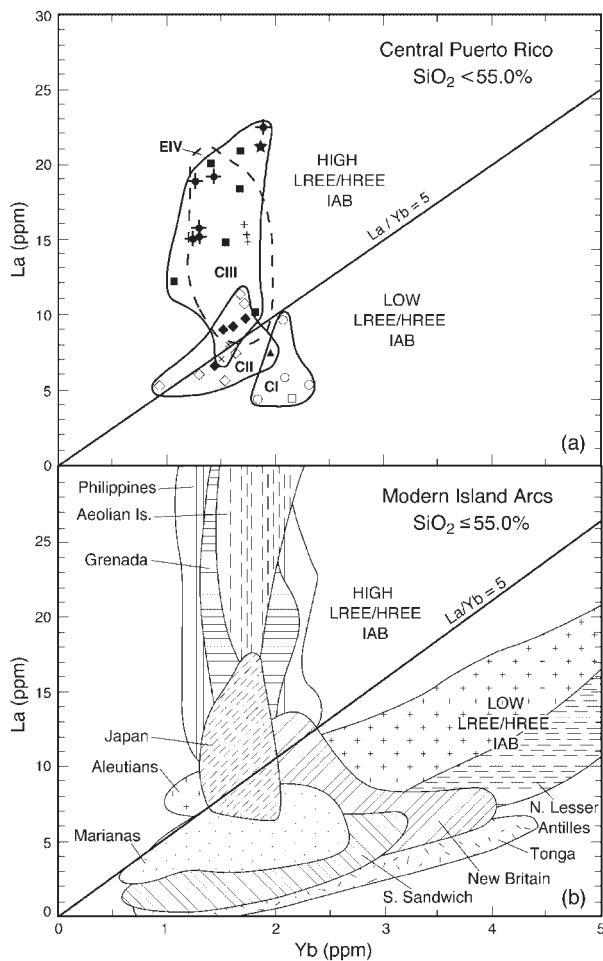 30
Central Puerto Rico
SiO2 <55.0%
25
EIV
HIGH
LREE/HREE
IAB
La / Yb = 5
20
La (ppm)
15
CIII
LOW
LREE/HREE
IAB
10
CII
CI
5
(a)
0
Philippines
Modern Island Arcs
SiO2 ≤ 55.0%
Aeolian Is.
25
Grenada
HIGH
LREE/HREE
IAB
La/Yb = 5
20
La (ppm)
15
LOW
LREE/HREE
IAB
Japan
10
Aleutians
N. Lesser
Antilles
5
Marianas
Tonga
New Britain
S. Sandwich
(b)
0
0 1 2 3 4 5
Yb (ppm)